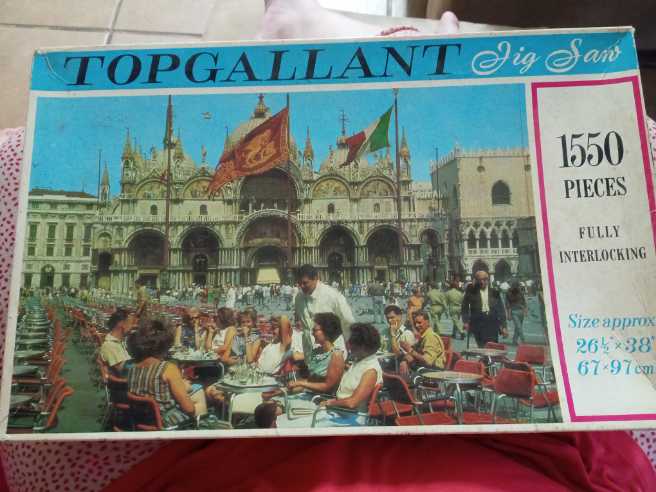 TOPGALLANT Jig Saw
1550
PIECES
FULLY
INTERLOCKING
Size approx
26½"×38"
67×97cm